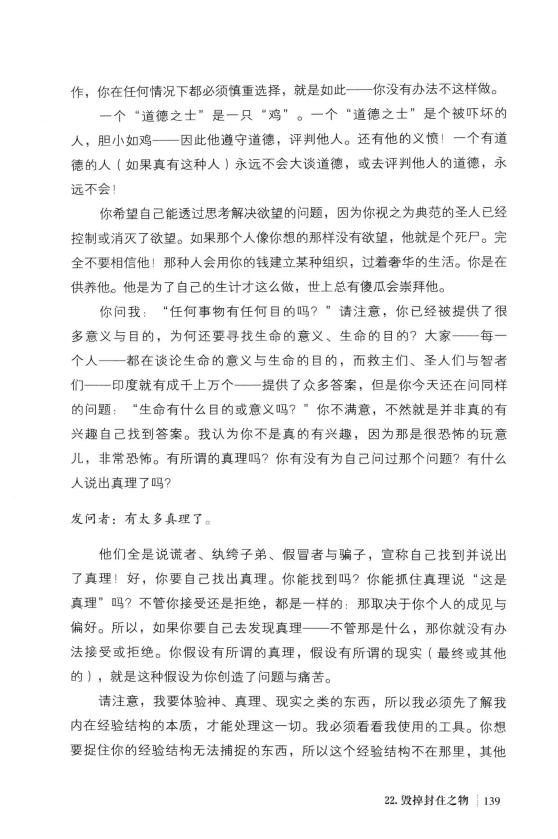 作，你在任何情况下都必须慎重选择，就是如此——你没有办法不这样做。
一个“道德之士”是一只“鸡”。一个“道德之士”是个被吓坏的
人，胆小如鸡——因此他遵守道德，评判他人。还有他的义愤！一个有道
德的人（如果真有这种人）永远不会大谈道德，或去评判他人的道德，永
远不会！
你希望自己能透过思考解决欲望的问题，因为你视之为典范的圣人已经
控制或消灭了欲望。如果那个人像你想的那样没有欲望，他就是个死尸。完
全不要相信他！那种人会用你的钱建立某种组织，过着奢华的生活。你是在
供养他。他是为了自己的生计才这么做，世上总有傻瓜会崇拜他。
你问我：“任何事物有任何目的吗？”请注意，你已经被提供了很
多意义与目的，为何还要寻找生命的意义、生命的目的？大家——每一
个人——都在谈论生命的意义与生命的目的，而救主们、圣人们与智者
们——印度就有成千上万个——提供了众多答案，但是你今天还在问同样
的问题：“生命有什么目的或意义吗？”你不满意，不然就是并非真的有
兴趣自己找到答案。我认为你不是真的有兴趣，因为那是很恐怖的玩意
儿，非常恐怖。有所谓的真理吗？你有没有为自己问过那个问题？有什么
人说出真理了吗？
发问者：有太多真理了。
他们全是说谎者、纨绔子弟、假冒者与骗子，宣称自己找到并说出
了真理！好，你要自己找出真理。你能找到吗？你能抓住真理说“这是
真理”吗？不管你接受还是拒绝，都是一样的：那取决于你个人的成见与
偏好。所以，如果你要自己去发现真理——不管那是什么，那你就没有办
法接受或拒绝。你假设有所谓的真理，假设有所谓的现实（最终或其他
的），就是这种假设为你创造了问题与痛苦。
请注意，我要体验神、真理、现实之类的东西，所以我必须先了解我
内在经验结构的本质，才能处理这一切。我必须看看我使用的工具。你想
要捉住你的经验结构无法捕捉的东西，所以这个经验结构不在那里，其他
22. 毁掉封住之物 139